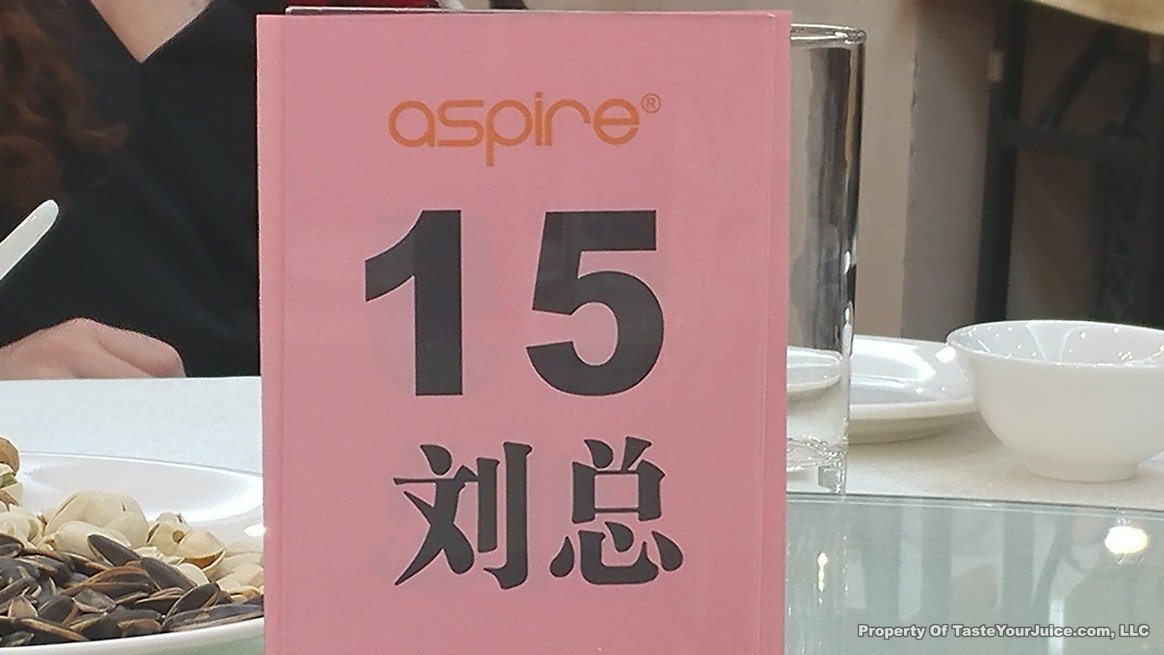 aspire®
15
刘总
Property Of TasteYourJuice.com, LLC